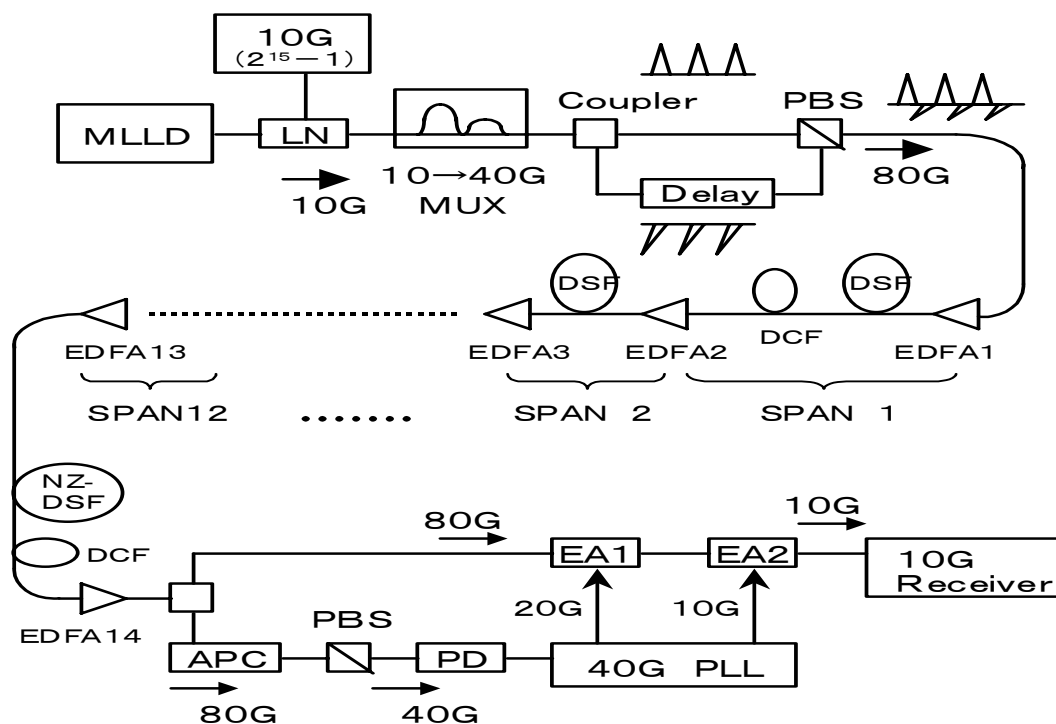 10G
(2¹⁵−1)
MLLD
LN
10G
10→40G
MUX
Coupler
PBS
80G
Delay
DSF
DCF
DSF
EDFA13
EDFA3
EDFA2
EDFA1
SPAN12
.......
SPAN 2
SPAN 1
NZ-
DSF
DCF
EDFA14
80G
EA1
EA2
10G
10G
Receiver
20G
10G
APC
PBS
PD
40G PLL
80G
40G